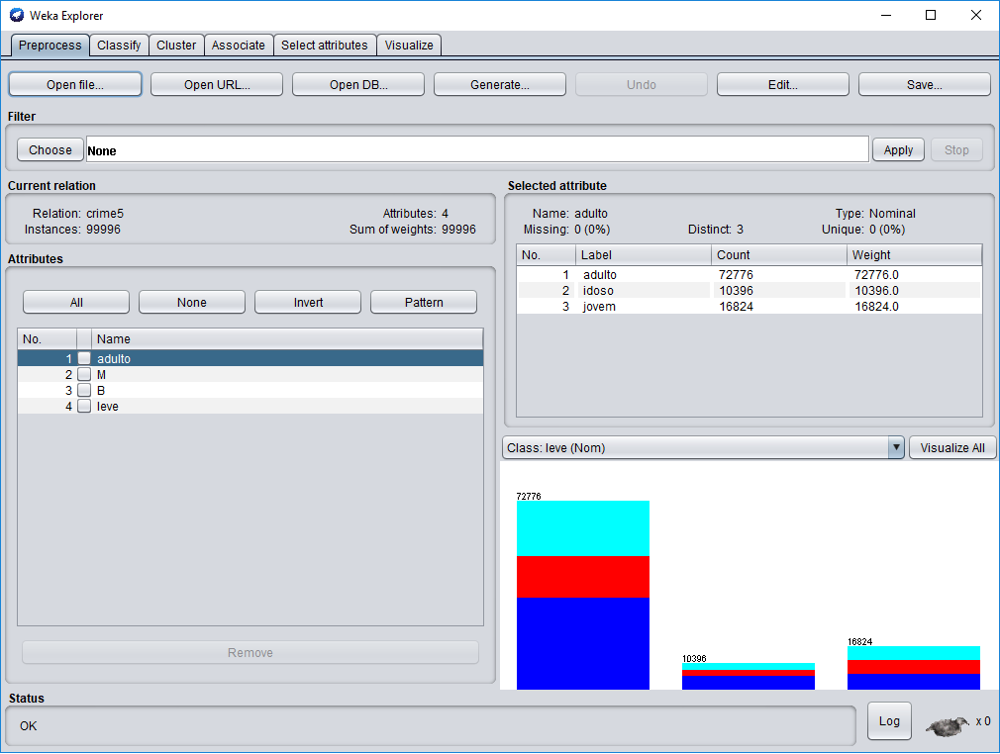 Weka Explorer
Preprocess Classify Cluster Associate Select attributes Visualize
Open file... Open URL... Open DB... Generate... Undo Edit... Save...
Filter
Choose None Apply Stop
Current relation
Relation: crime5 Attributes: 4
Instances: 99996 Sum of weights: 99996
Attributes
All None Invert Pattern
No. Name
1 adulto
2 M
3 B
4 leve
Remove
Selected attribute
Name: adulto Type: Nominal
Missing: 0 (0%) Distinct: 3 Unique: 0 (0%)
No. Label Count Weight
1 adulto 72776 72776.0
2 idoso 10396 10396.0
3 jovem 16824 16824.0
Class: leve (Nom) Visualize All
72776
10396
16824
Status
OK
Log x 0